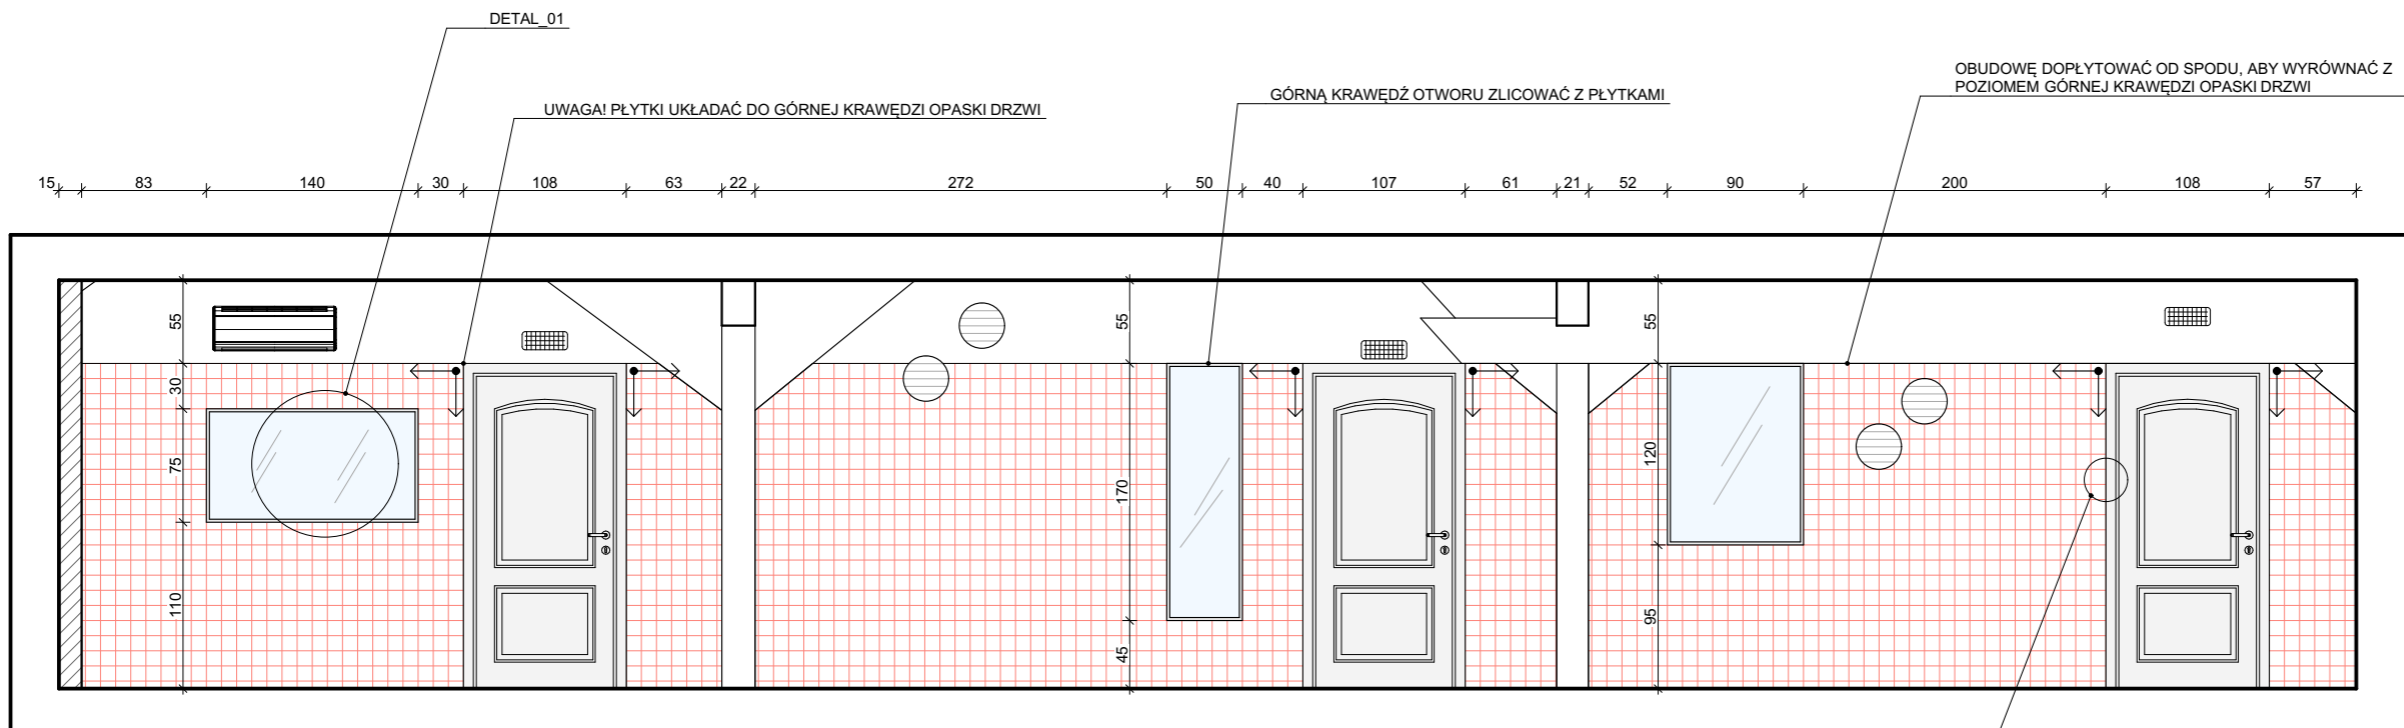 DETAL_01
UWAGA! PŁYTKI UKŁADAĆ DO GÓRNEJ KRAWĘDZI OPASKI DRZWI
GÓRNĄ KRAWĘDŹ OTWORU ZLICOWAĆ Z PŁYTKAMI
OBUDOWĘ DOPŁYTOWAĆ OD SPODU, ABY WYRÓWNAĆ Z
POZIOMEM GÓRNEJ KRAWĘDZI OPASKI DRZWI
15 83 140 30 108 63 22 272 50 40 107 61 21 52 90 200 108 57
55
30
75
110
55
170
45
55
120
95